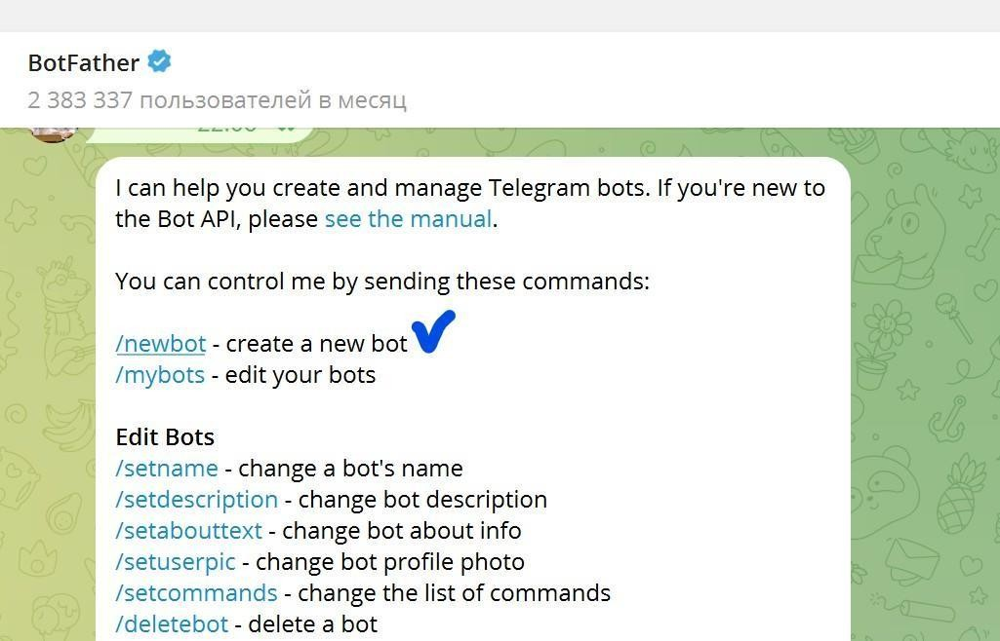 BotFather
2 383 337 пользователей в месяц
I can help you create and manage Telegram bots. If you're new to
the Bot API, please see the manual.
You can control me by sending these commands:
/newbot - create a new bot
/mybots - edit your bots
Edit Bots
/setname - change a bot's name
/setdescription - change bot description
/setabouttext - change bot about info
/setuserpic - change bot profile photo
/setcommands - change the list of commands
/deletebot - delete a bot